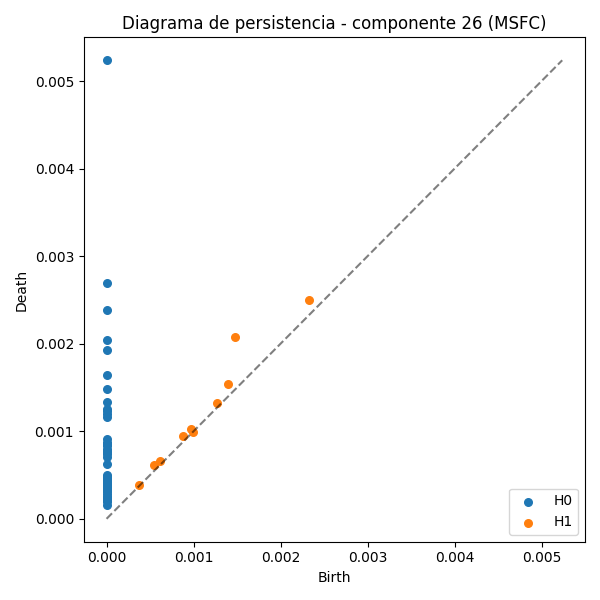 Diagrama de persistencia - componente 26 (MSFC)
Death
0.005
0.004
0.003
0.002
0.001
0.000
0.000 0.001 0.002 0.003 0.004 0.005
Birth
H0
H1